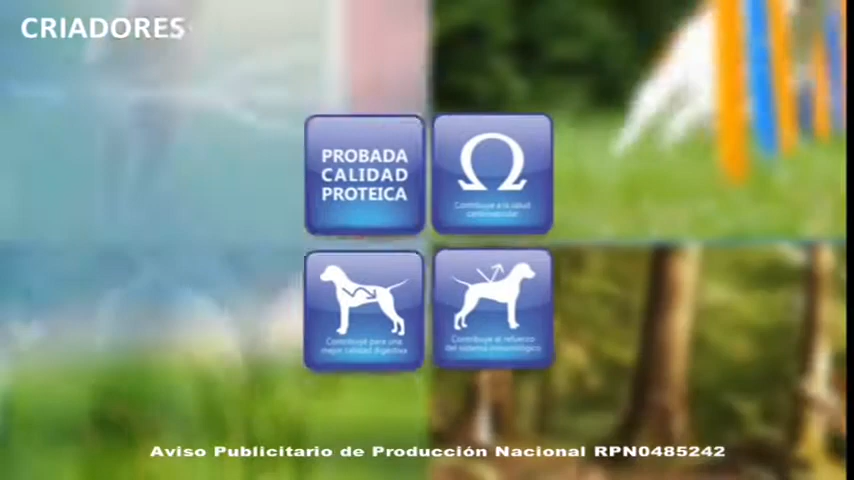 CRIADORES
PROBADA
CALIDAD
PROTEICA
Ω
Contribuye a la salud
cardiovascular
Contribuye para una
mejor calidad digestiva
Contribuye al refuerzo
del sistema inmunológico
Aviso Publicitario de Producción Nacional RPN0485242